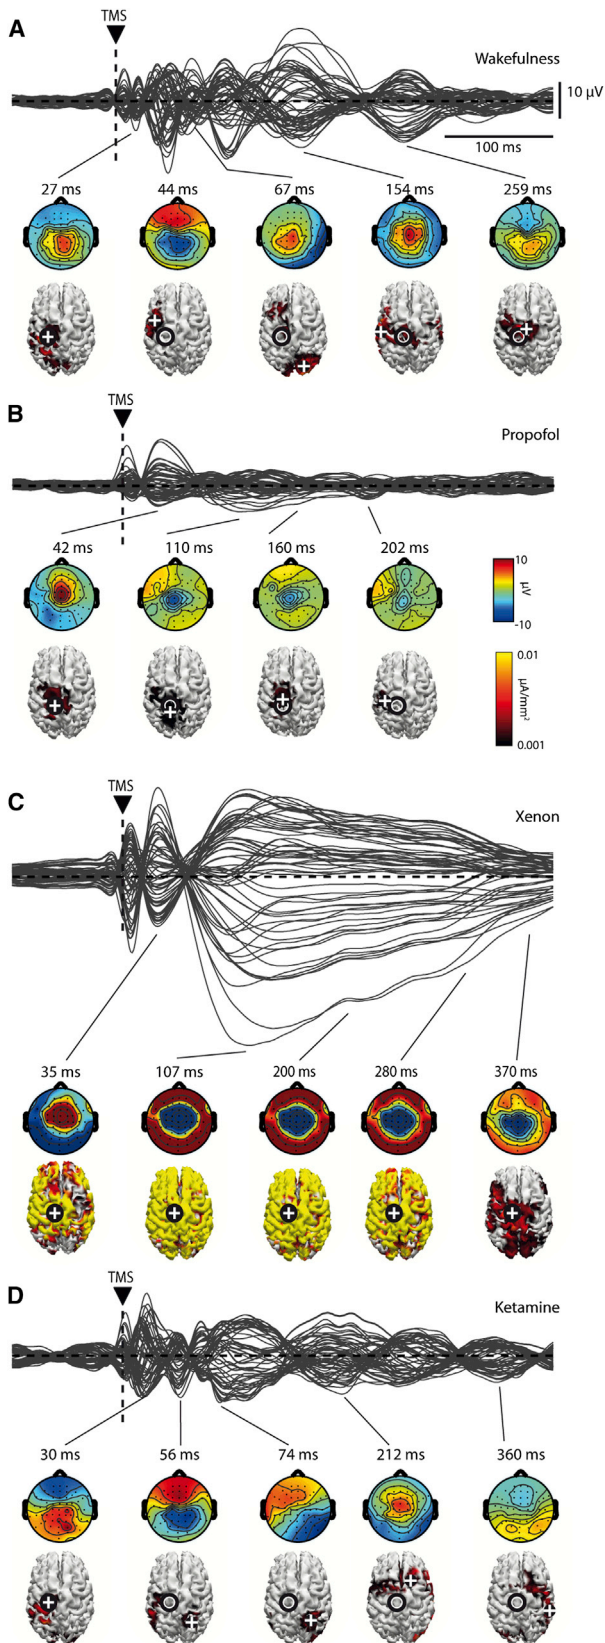 A
TMS
Wakefulness
10 μV
100 ms
27 ms 44 ms 67 ms 154 ms 259 ms
B
TMS
Propofol
42 ms 110 ms 160 ms 202 ms
10
μV
-10
0.01
μA/mm²
0.001
C
TMS
Xenon
35 ms 107 ms 200 ms 280 ms 370 ms
D
TMS
Ketamine
30 ms 56 ms 74 ms 212 ms 360 ms